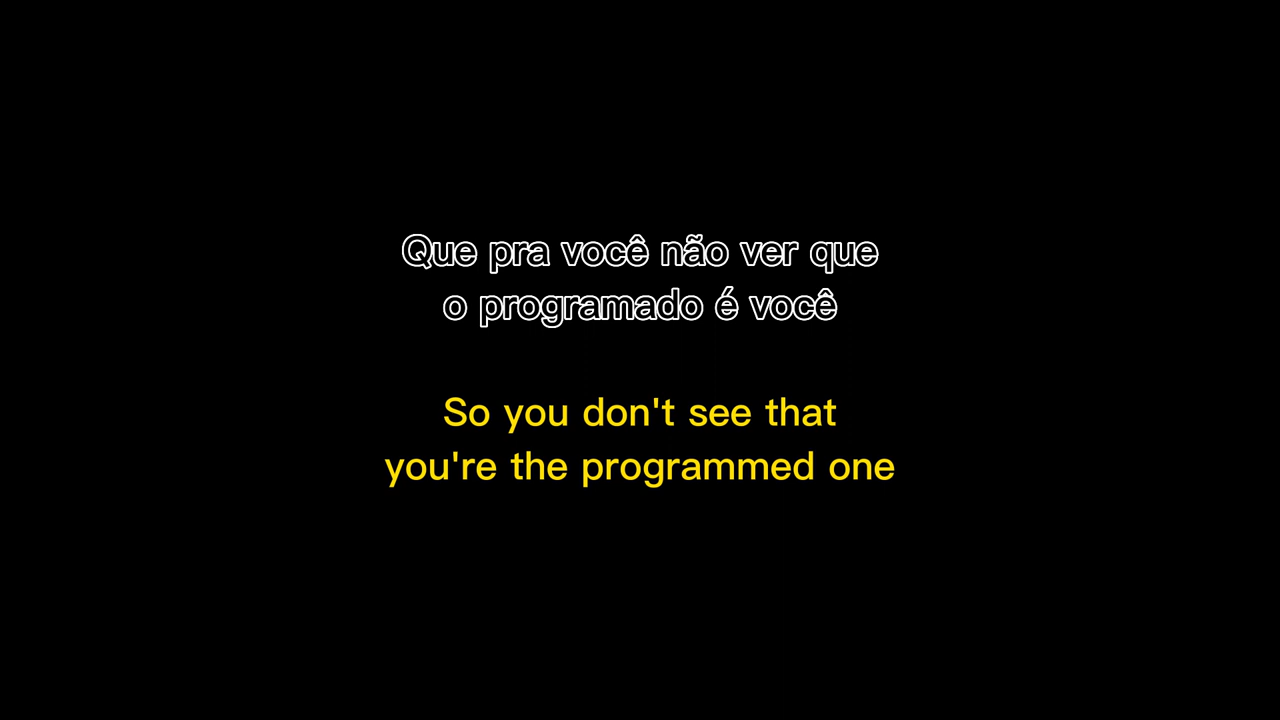 Que pra você não ver que
o programado é você
So you don't see that
you're the programmed one